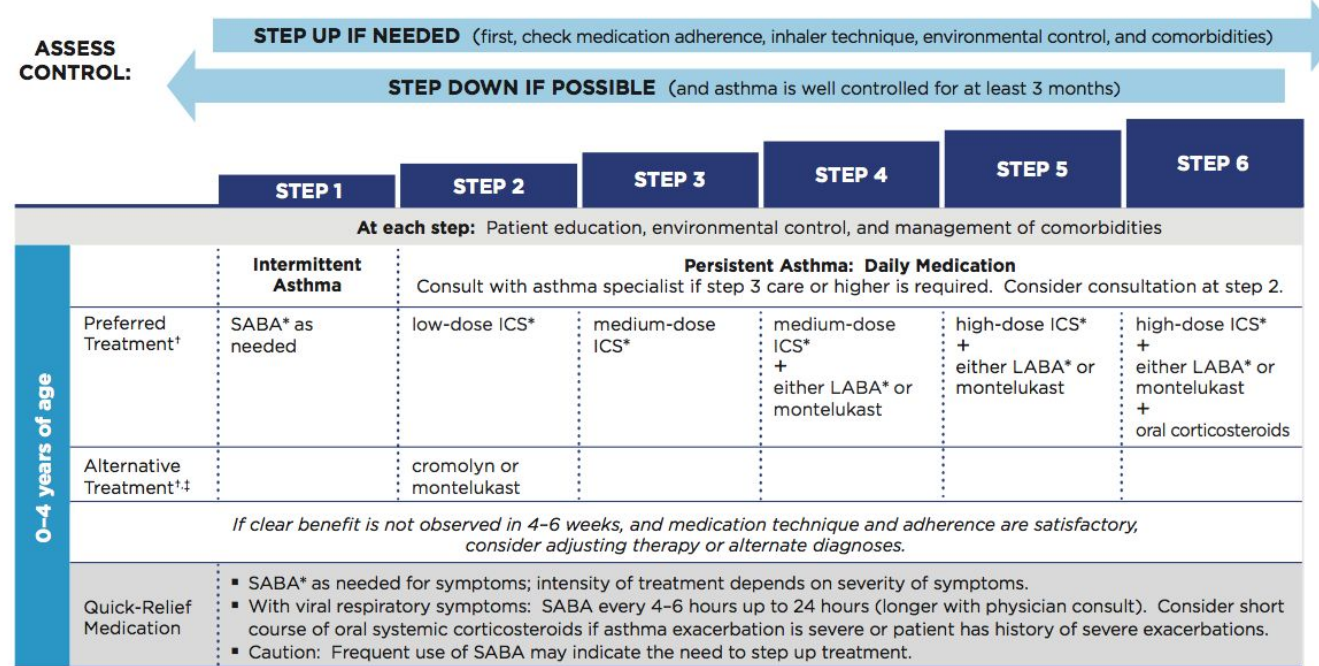 ASSESS
CONTROL:
STEP UP IF NEEDED (first, check medication adherence, inhaler technique, environmental control, and comorbidities)
STEP DOWN IF POSSIBLE (and asthma is well controlled for at least 3 months)
STEP 1
STEP 2
STEP 3
STEP 4
STEP 5
STEP 6
At each step: Patient education, environmental control, and management of comorbidities
0–4 years of age
Intermittent
Asthma
Persistent Asthma: Daily Medication
Consult with asthma specialist if step 3 care or higher is required. Consider consultation at step 2.
Preferred
Treatment†
SABA* as
needed
low-dose ICS*
medium-dose
ICS*
medium-dose
ICS*
+
either LABA* or
montelukast
high-dose ICS*
+
either LABA* or
montelukast
high-dose ICS*
+
either LABA* or
montelukast
+
oral corticosteroids
Alternative
Treatment†,‡
cromolyn or
montelukast
If clear benefit is not observed in 4–6 weeks, and medication technique and adherence are satisfactory,
consider adjusting therapy or alternate diagnoses.
Quick-Relief
Medication
▪ SABA* as needed for symptoms; intensity of treatment depends on severity of symptoms.
▪ With viral respiratory symptoms: SABA every 4–6 hours up to 24 hours (longer with physician consult). Consider short
course of oral systemic corticosteroids if asthma exacerbation is severe or patient has history of severe exacerbations.
▪ Caution: Frequent use of SABA may indicate the need to step up treatment.